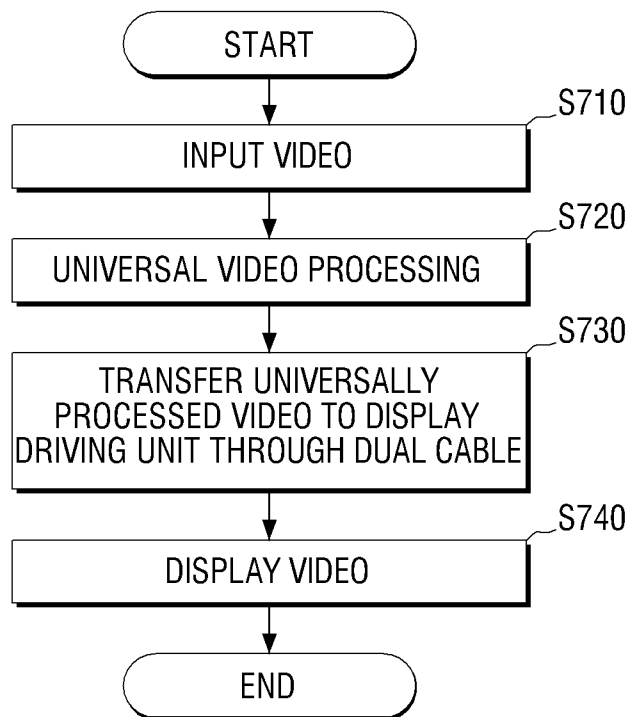 START
S710
INPUT VIDEO
S720
UNIVERSAL VIDEO PROCESSING
S730
TRANSFER UNIVERSALLY
PROCESSED VIDEO TO DISPLAY
DRIVING UNIT THROUGH DUAL CABLE
S740
DISPLAY VIDEO
END